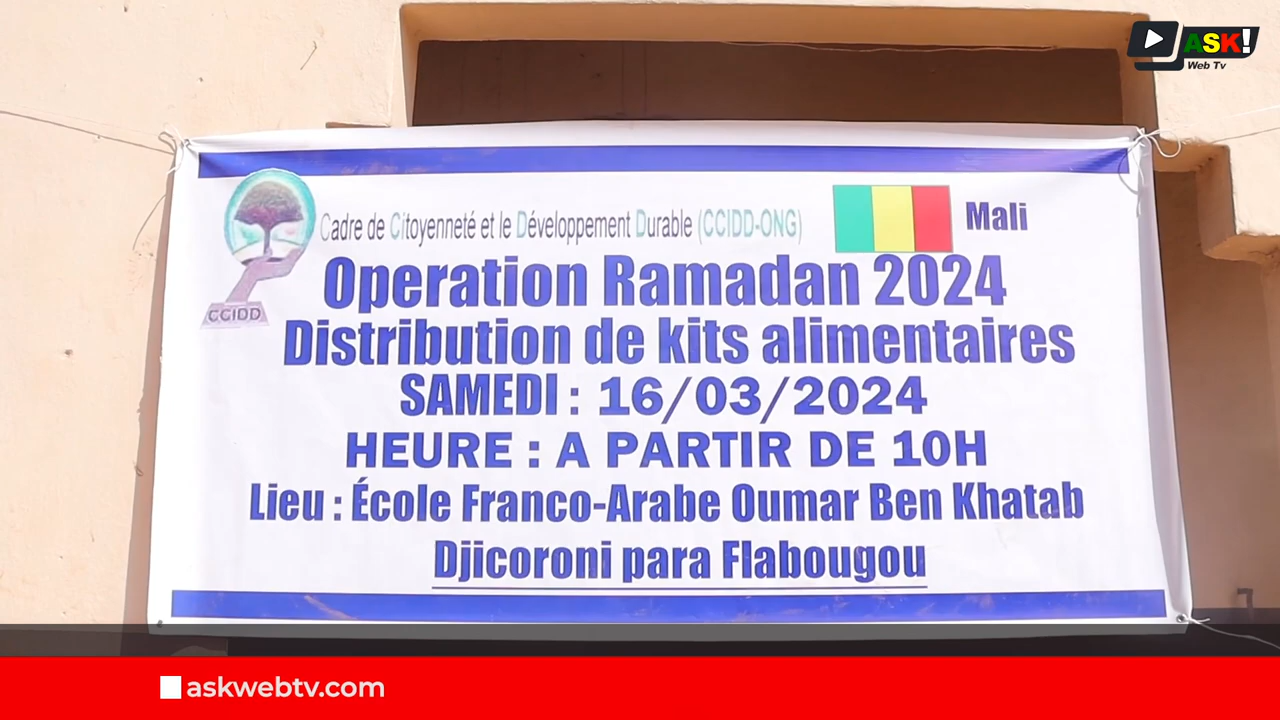 ASK!
Web Tv
Cadre de Citoyenneté et le Développement Durable (CCIDD-ONG)
Mali
CCIDD
Operation Ramadan 2024
Distribution de kits alimentaires
SAMEDI : 16/03/2024
HEURE : A PARTIR DE 10H
Lieu : École Franco-Arabe Oumar Ben Khatab
Djicoroni para Flabougou
askwebtv.com